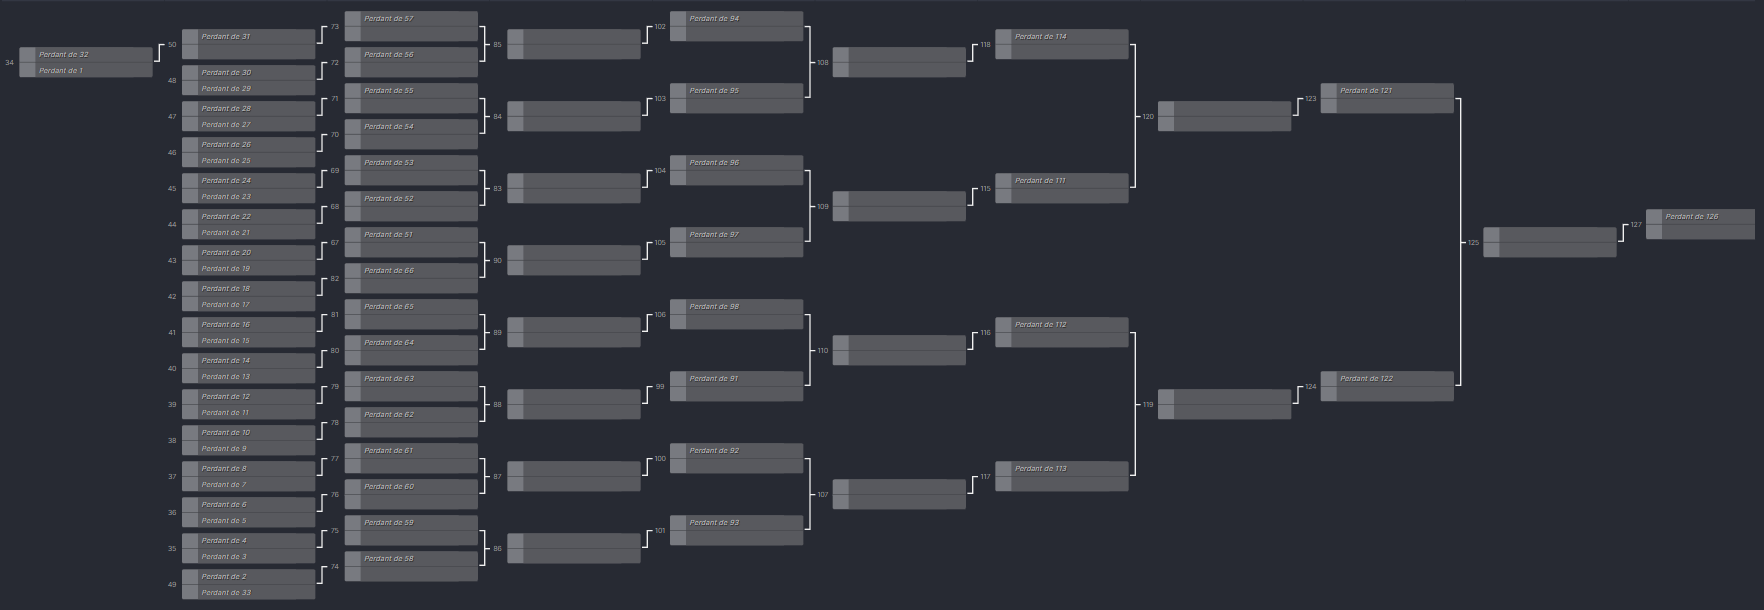 34
Perdant de 32
Perdant de 1
50
Perdant de 31
48
Perdant de 30
Perdant de 29
47
Perdant de 28
Perdant de 27
46
Perdant de 26
Perdant de 25
45
Perdant de 24
Perdant de 23
44
Perdant de 22
Perdant de 21
43
Perdant de 20
Perdant de 19
42
Perdant de 18
Perdant de 17
41
Perdant de 16
Perdant de 15
40
Perdant de 14
Perdant de 13
39
Perdant de 12
Perdant de 11
38
Perdant de 10
Perdant de 9
37
Perdant de 8
Perdant de 7
36
Perdant de 6
Perdant de 5
35
Perdant de 4
Perdant de 3
49
Perdant de 2
Perdant de 33
73
Perdant de 57
72
Perdant de 56
71
Perdant de 55
70
Perdant de 54
69
Perdant de 53
68
Perdant de 52
67
Perdant de 51
82
Perdant de 66
81
Perdant de 65
80
Perdant de 64
79
Perdant de 63
78
Perdant de 62
77
Perdant de 61
76
Perdant de 60
75
Perdant de 59
74
Perdant de 58
85
84
83
90
89
88
87
86
102
Perdant de 94
103
Perdant de 95
104
Perdant de 96
105
Perdant de 97
106
Perdant de 98
99
Perdant de 91
100
Perdant de 92
101
Perdant de 93
108
109
110
107
118
Perdant de 114
115
Perdant de 111
116
Perdant de 112
117
Perdant de 113
120
119
123
Perdant de 121
124
Perdant de 122
125
127
Perdant de 126